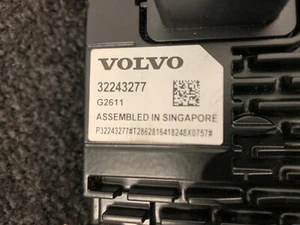 VOLVO
32243277
G2611
ASSEMBLED IN SINGAPORE
P32243277#T2862816418248X0757#